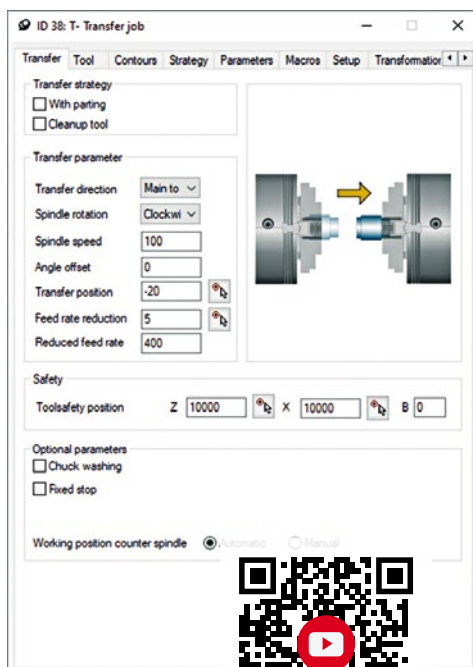 ID 38: T- Transfer job
Transfer Tool Contours Strategy Parameters Macros Setup Transformation
Transfer strategy
With parting
Cleanup tool
Transfer parameter
Transfer direction Main to
Spindle rotation Clockwi
Spindle speed 100
Angle offset 0
Transfer position -20
Feed rate reduction 5
Reduced feed rate 400
Safety
Toolsafety position Z 10000 X 10000 B 0
Optional parameters
Chuck washing
Fixed stop
Working position counter spindle Automatic Manual